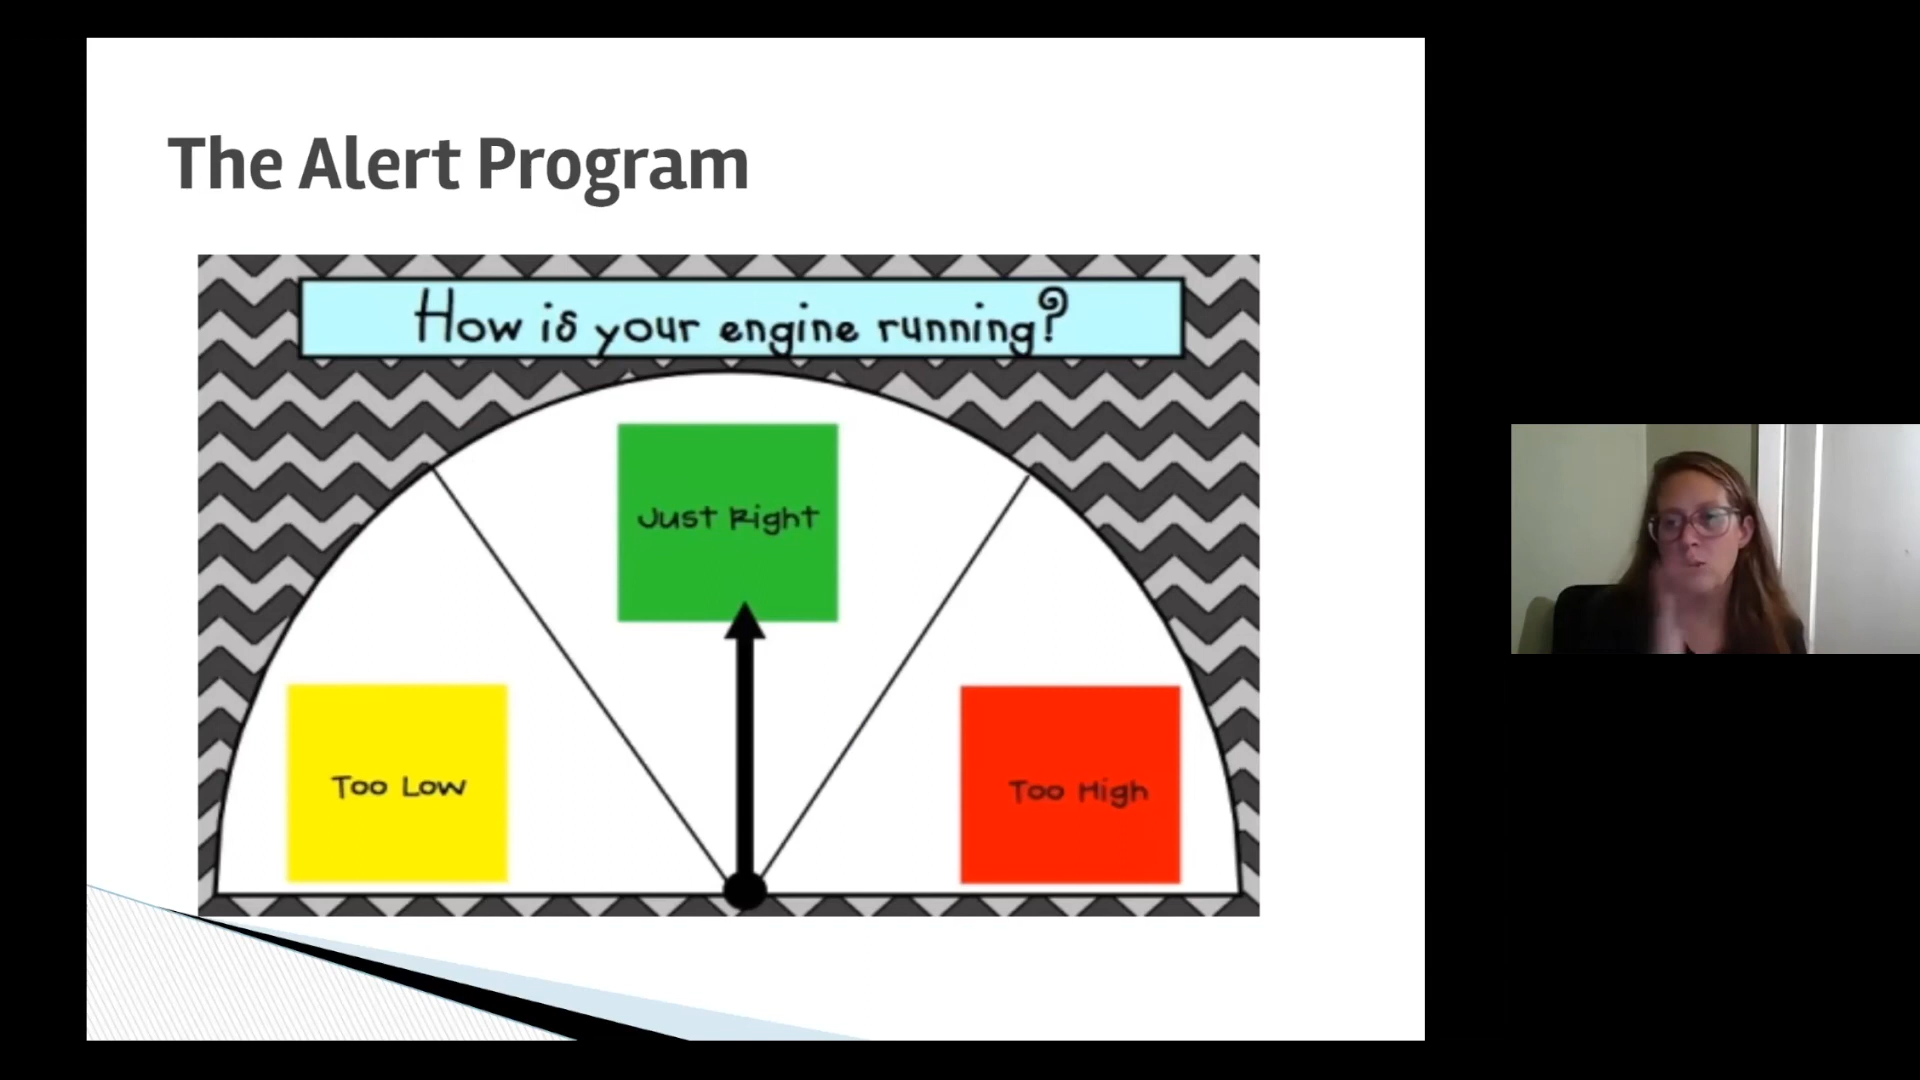 The Alert Program
How is your engine running?
Just Right
Too Low
Too High